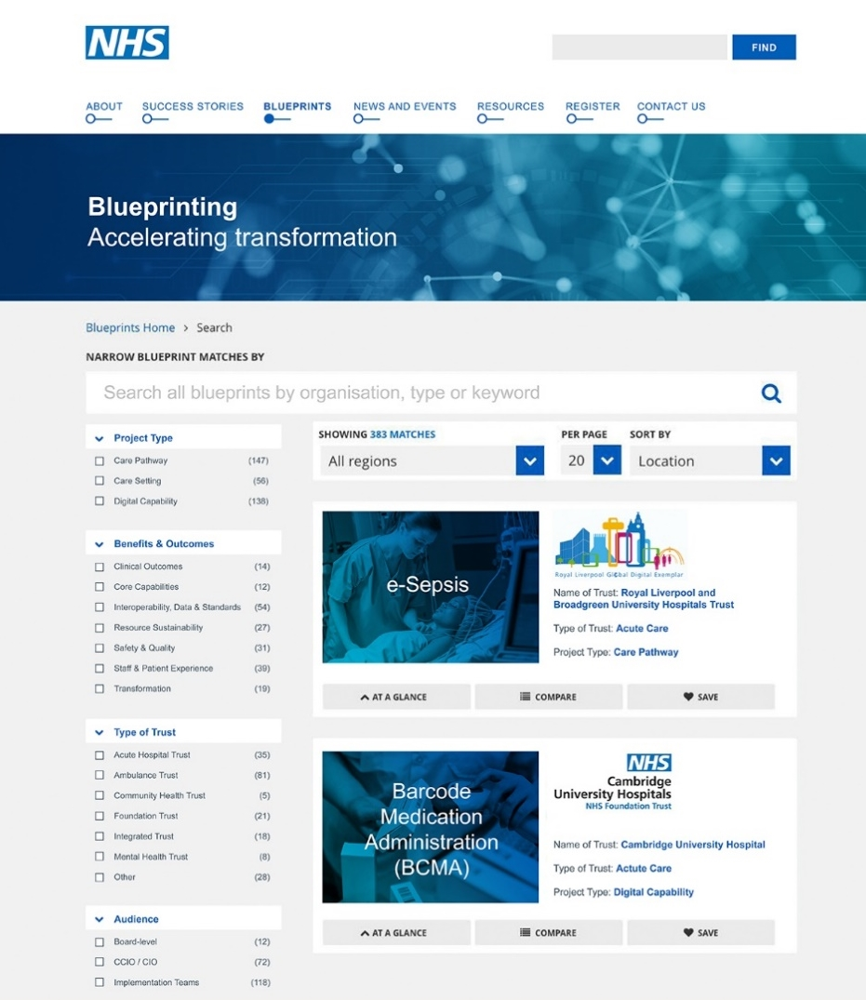 NHS
FIND
ABOUT SUCCESS STORIES BLUEPRINTS NEWS AND EVENTS RESOURCES REGISTER CONTACT US
Blueprinting
Accelerating transformation
Blueprints Home > Search
NARROW BLUEPRINT MATCHES BY
Search all blueprints by organisation, type or keyword
Project Type
Care Pathway (147)
Care Setting (56)
Digital Capability (138)
Benefits & Outcomes
Clinical Outcomes (14)
Core Capabilities (12)
Interoperability, Data & Standards (54)
Resource Sustainability (27)
Safety & Quality (31)
Staff & Patient Experience (39)
Transformation (19)
Type of Trust
Acute Hospital Trust (35)
Ambulance Trust (81)
Community Health Trust (5)
Foundation Trust (21)
Integrated Trust (18)
Mental Health Trust (8)
Other (28)
Audience
Board-level (12)
CCIO / CIO (72)
Implementation Teams (118)
SHOWING 383 MATCHES PER PAGE SORT BY
All regions 20 Location
e-Sepsis
Royal Liverpool Global Digital Exemplar
Name of Trust: Royal Liverpool and
Broadgreen University Hospitals Trust
Type of Trust: Acute Care
Project Type: Care Pathway
AT A GLANCE COMPARE SAVE
Barcode
Medication
Administration
(BCMA)
NHS
Cambridge
University Hospitals
NHS Foundation Trust
Name of Trust: Cambridge University Hospital
Type of Trust: Actute Care
Project Type: Digital Capability
AT A GLANCE COMPARE SAVE